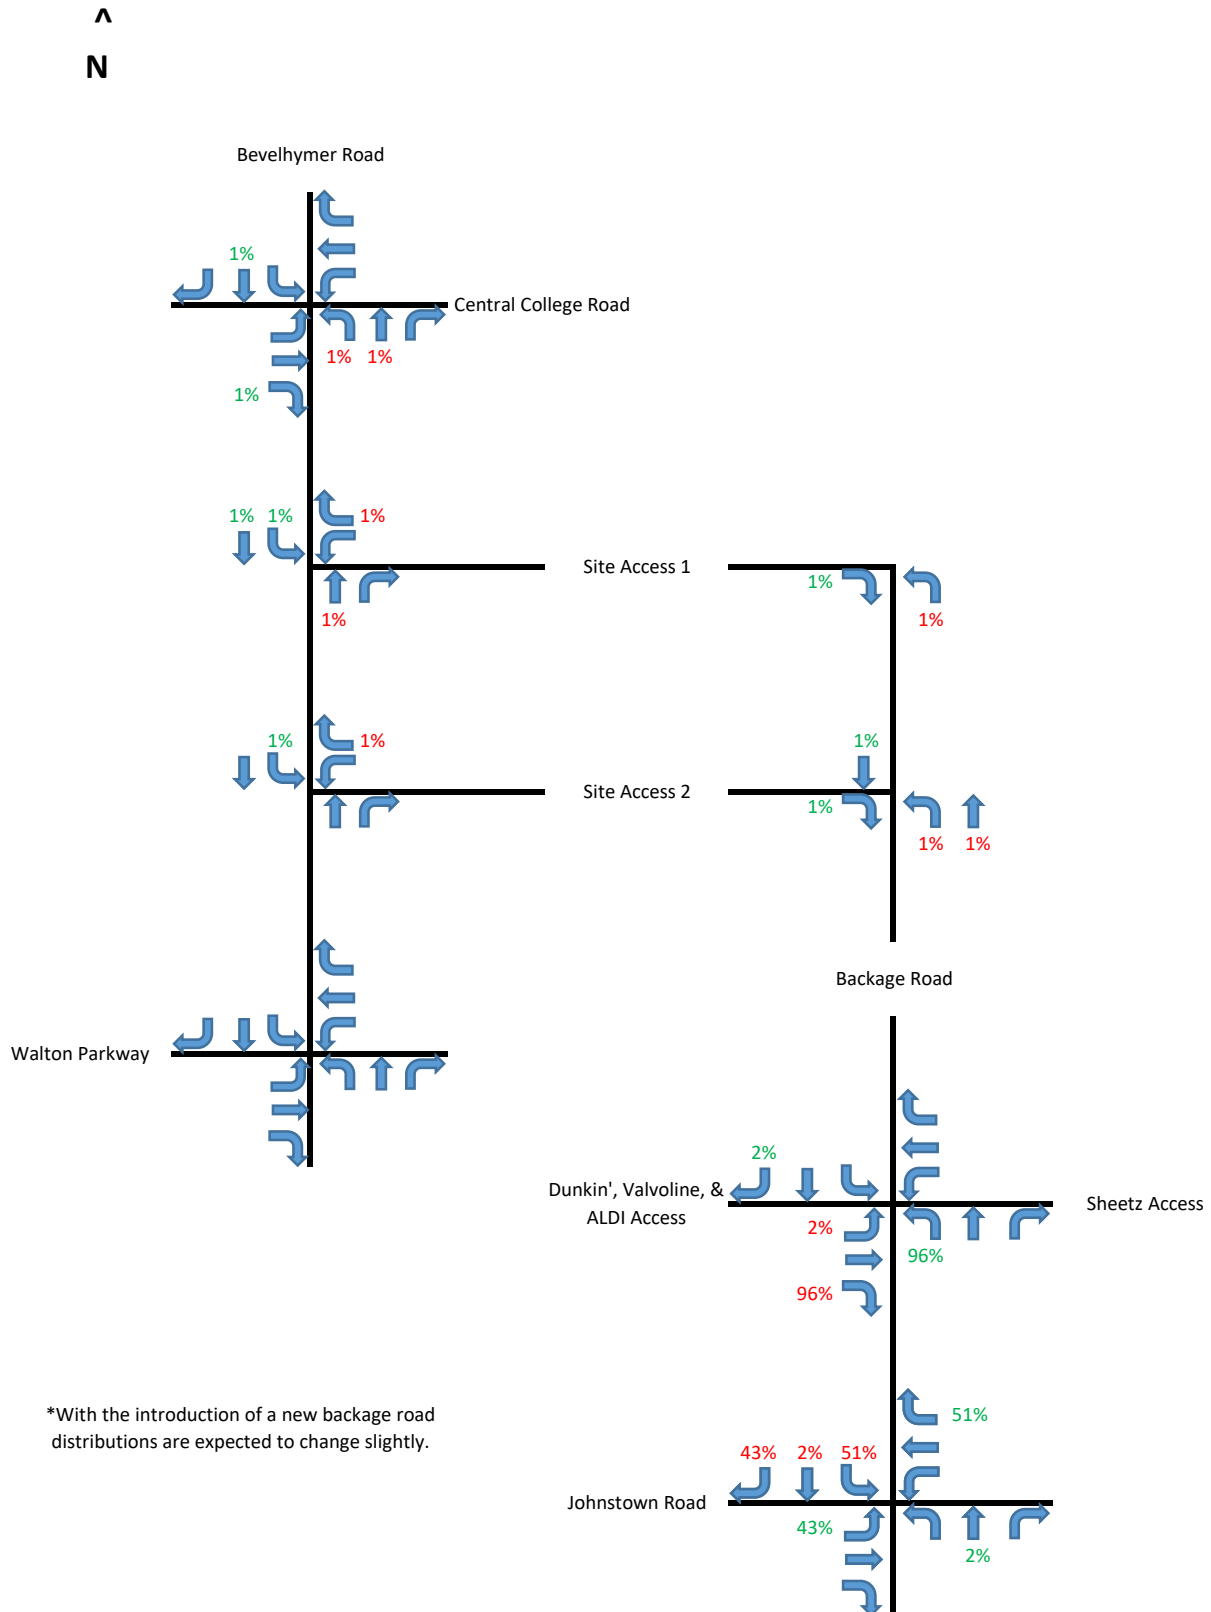 ^
N
Bevelhymer Road
1%
Central College Road
1% 1%
1%
1% 1% 1%
Site Access 1
1%
1%
1%
1% 1%
1%
Site Access 2
1%
1% 1%
Backage Road
Walton Parkway
2%
Dunkin', Valvoline, &
ALDI Access
Sheetz Access
2%
96%
96%
*With the introduction of a new backage road
distributions are expected to change slightly.
51%
43% 2% 51%
Johnstown Road
43%
2%